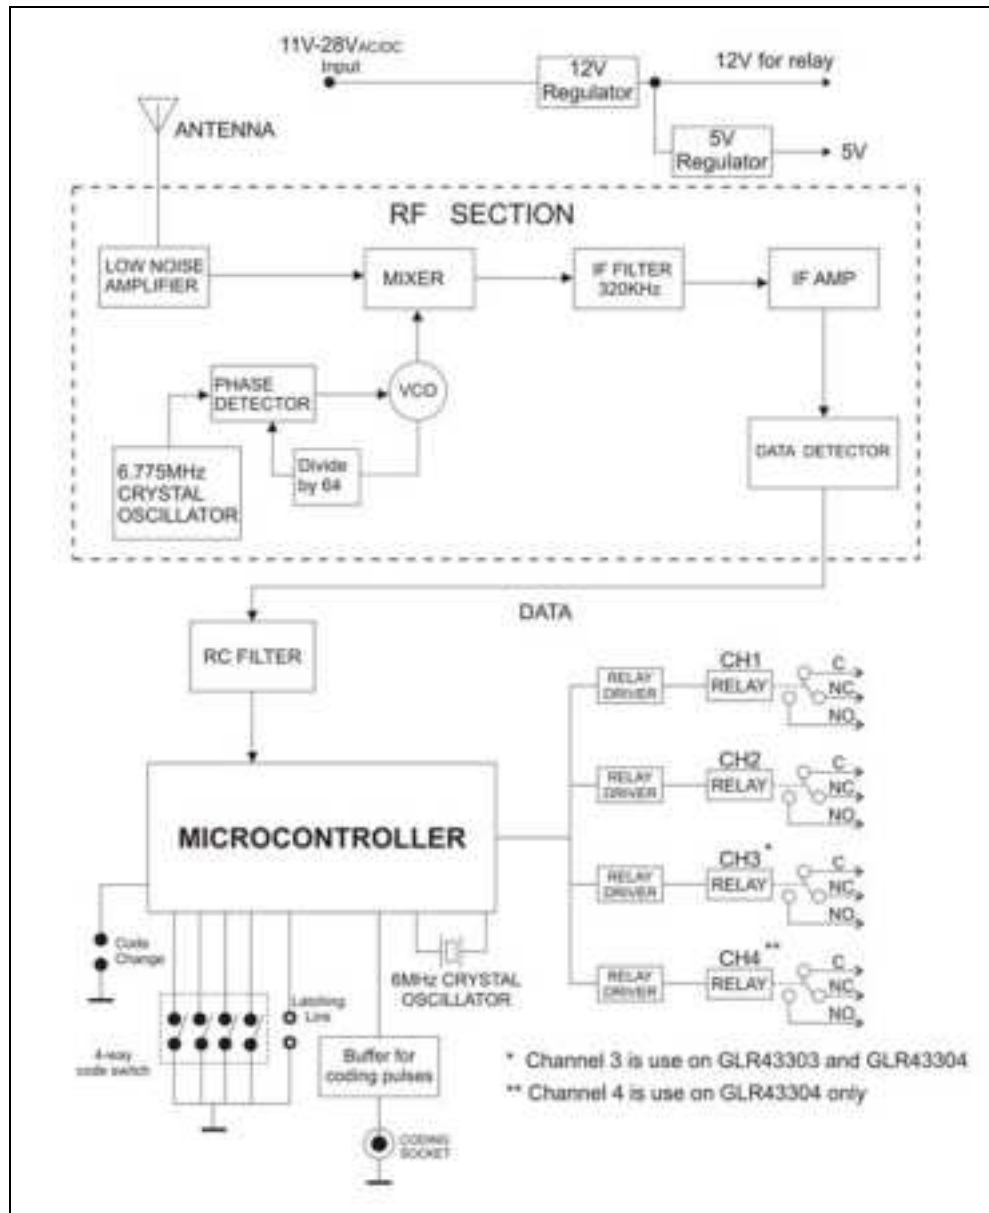 11V-28VAC/DC
Input
12V
Regulator
12V for relay
5V
Regulator
5V
ANTENNA
RF SECTION
LOW NOISE
AMPLIFIER
MIXER
IF FILTER
320KHz
IF AMP
PHASE
DETECTOR
VCO
DATA DETECTOR
Divide
by 64
6.775MHz
CRYSTAL
OSCILLATOR
DATA
RC FILTER
MICROCONTROLLER
RELAY
DRIVER
CH1
RELAY
C
NC
NO
RELAY
DRIVER
CH2
RELAY
C
NC
NO
RELAY
DRIVER
CH3 *
RELAY
C
NC
NO
RELAY
DRIVER
CH4 **
RELAY
C
NC
NO
Code
Change
4-way
code switch
Latching
Link
6MHz CRYSTAL
OSCILLATOR
Buffer for
coding pulses
CODING
SOCKET
* Channel 3 is use on GLR43303 and GLR43304
** Channel 4 is use on GLR43304 only